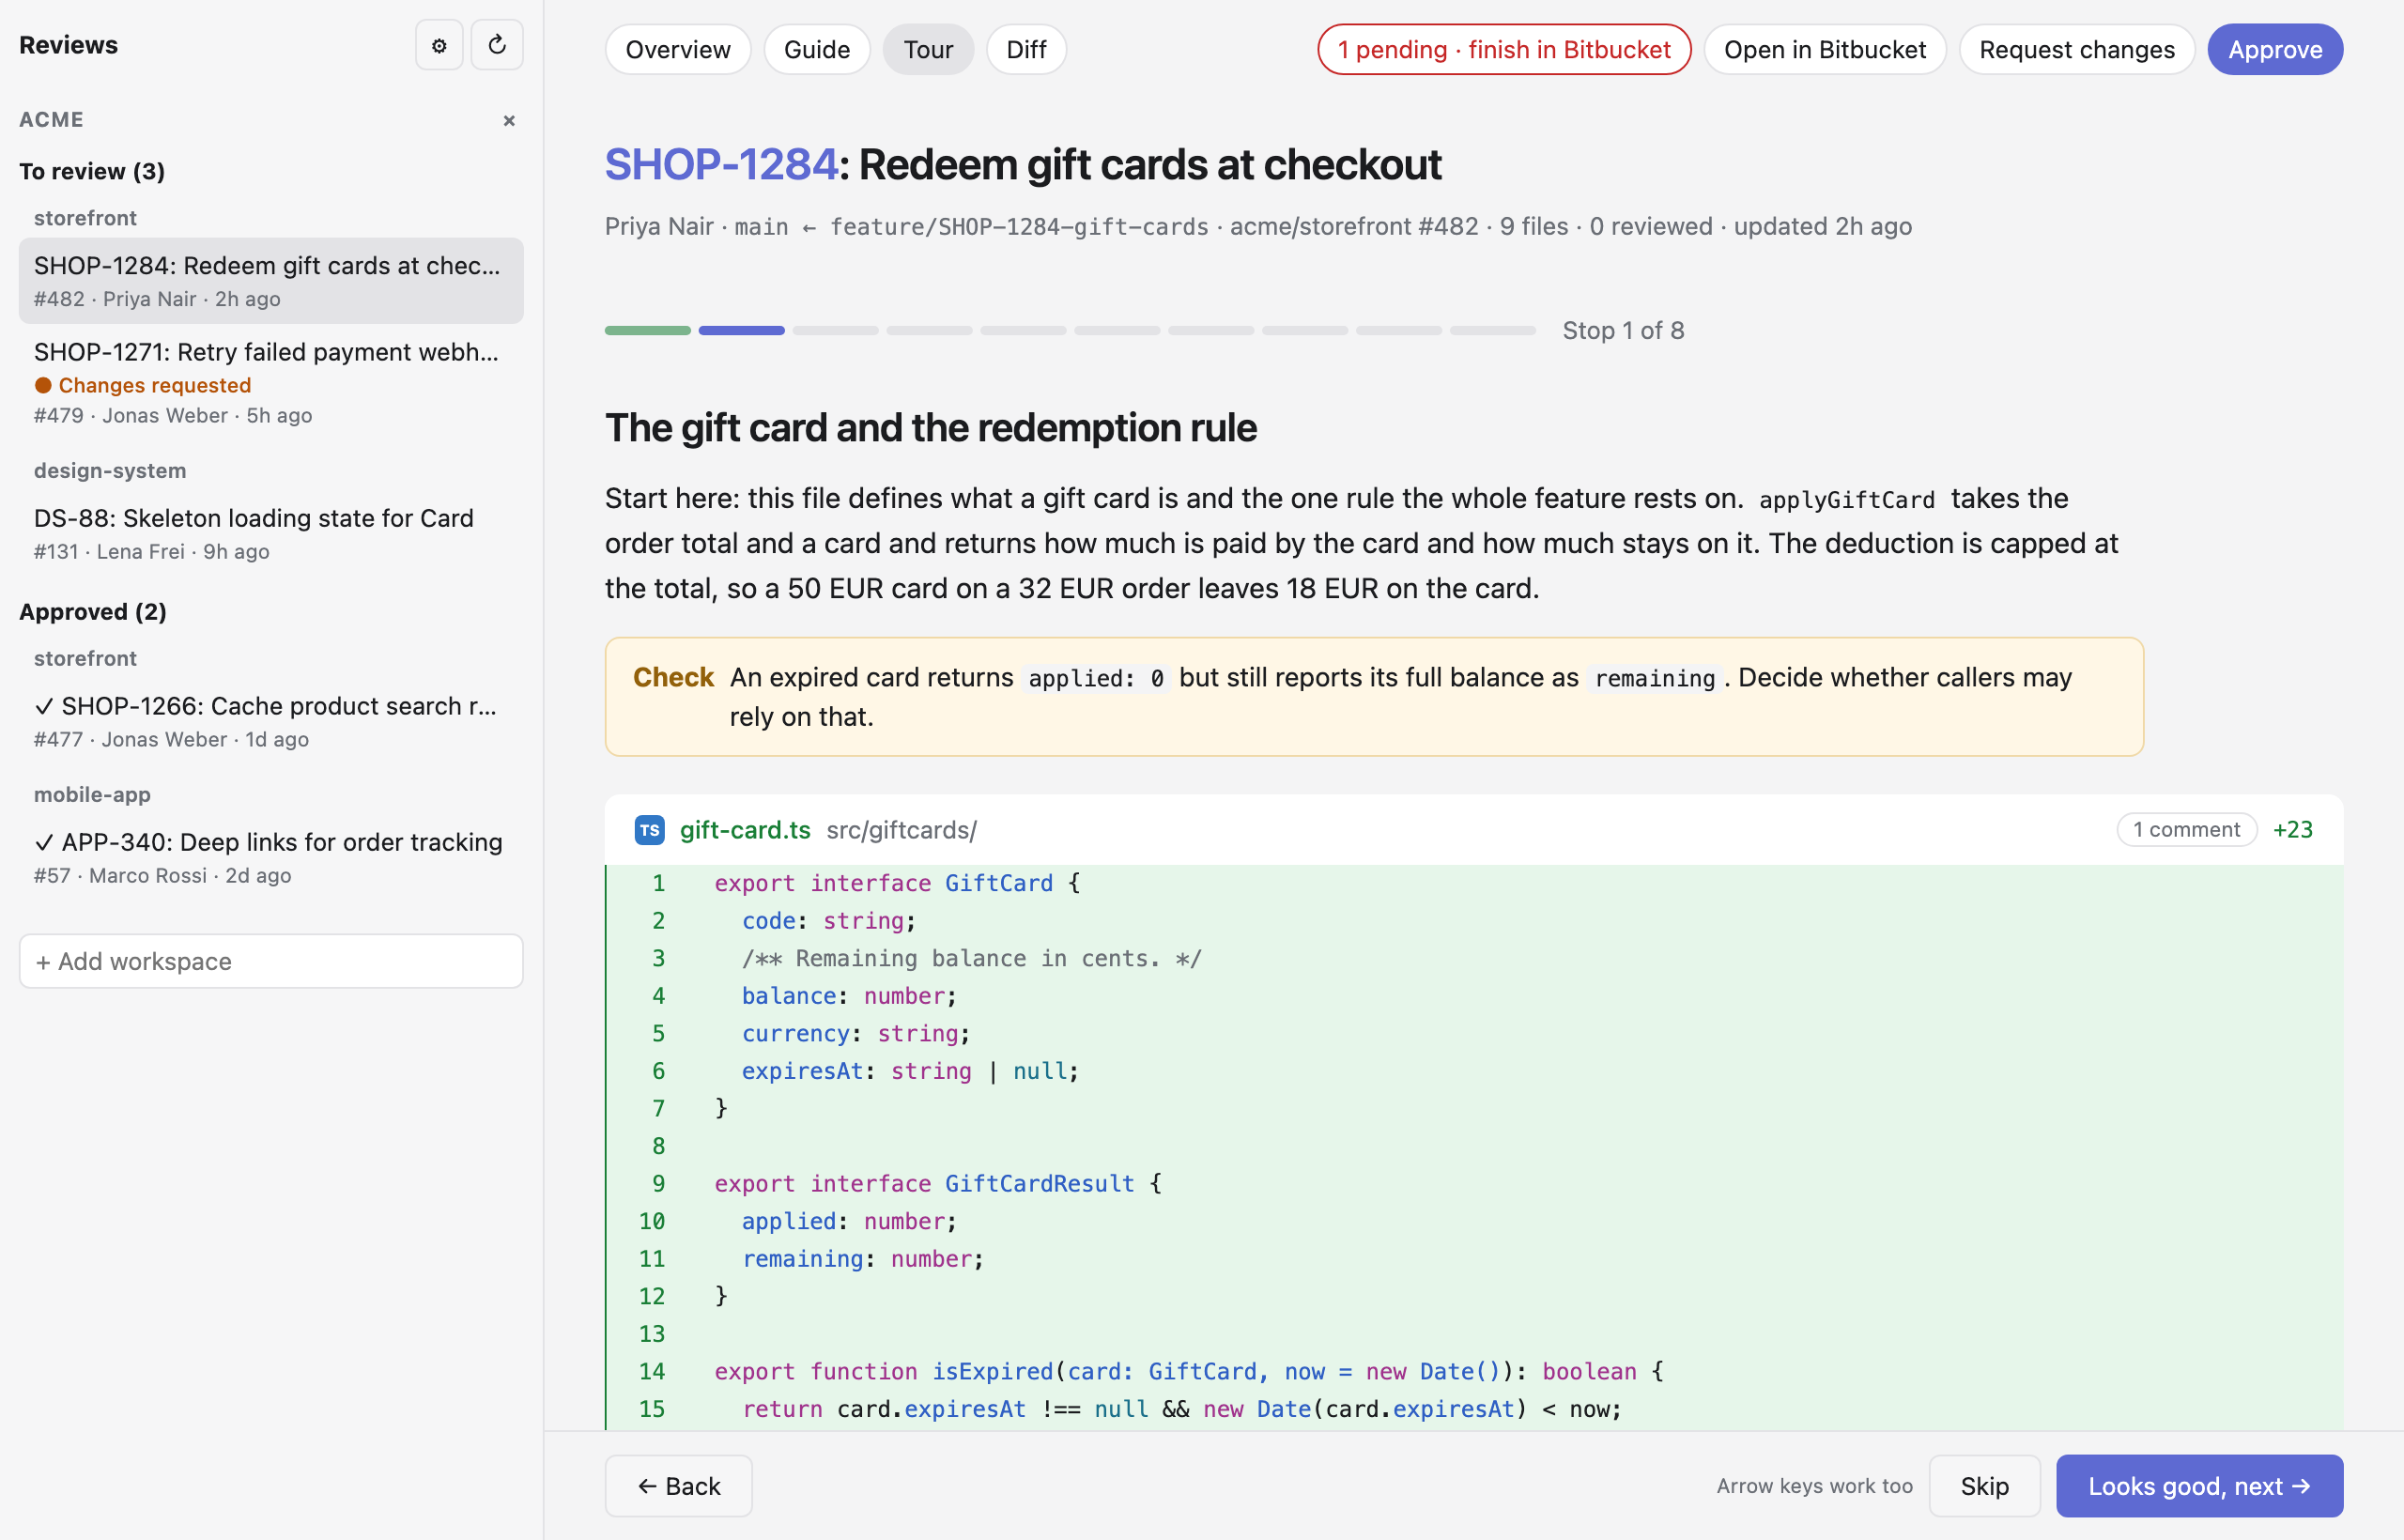 Reviews
⚙ ↻
ACME ×
To review (3)
storefront
SHOP-1284: Redeem gift cards at chec...
#482 · Priya Nair · 2h ago
SHOP-1271: Retry failed payment webh...
Changes requested
#479 · Jonas Weber · 5h ago
design-system
DS-88: Skeleton loading state for Card
#131 · Lena Frei · 9h ago
Approved (2)
storefront
✓ SHOP-1266: Cache product search r...
#477 · Jonas Weber · 1d ago
mobile-app
✓ APP-340: Deep links for order tracking
#57 · Marco Rossi · 2d ago
+ Add workspace
Overview Guide Tour Diff
1 pending · finish in Bitbucket Open in Bitbucket Request changes Approve
SHOP-1284: Redeem gift cards at checkout
Priya Nair · main ← feature/SHOP-1284-gift-cards · acme/storefront #482 · 9 files · 0 reviewed · updated 2h ago
Stop 1 of 8
The gift card and the redemption rule
Start here: this file defines what a gift card is and the one rule the whole feature rests on. applyGiftCard takes the
order total and a card and returns how much is paid by the card and how much stays on it. The deduction is capped at
the total, so a 50 EUR card on a 32 EUR order leaves 18 EUR on the card.
Check An expired card returns applied: 0 but still reports its full balance as remaining. Decide whether callers may
rely on that.
TS gift-card.ts src/giftcards/ 1 comment +23
1 export interface GiftCard {
2 code: string;
3 /** Remaining balance in cents. */
4 balance: number;
5 currency: string;
6 expiresAt: string | null;
7 }
8
9 export interface GiftCardResult {
10 applied: number;
11 remaining: number;
12 }
13
14 export function isExpired(card: GiftCard, now = new Date()): boolean {
15 return card.expiresAt !== null && new Date(card.expiresAt) < now;
← Back Arrow keys work too Skip Looks good, next →